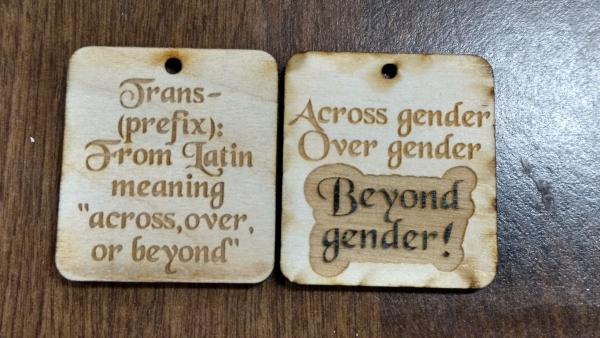 Trans-
(prefix):
From Latin
meaning
"across,over,
or beyond"
Across gender
Over gender
Beyond
gender!